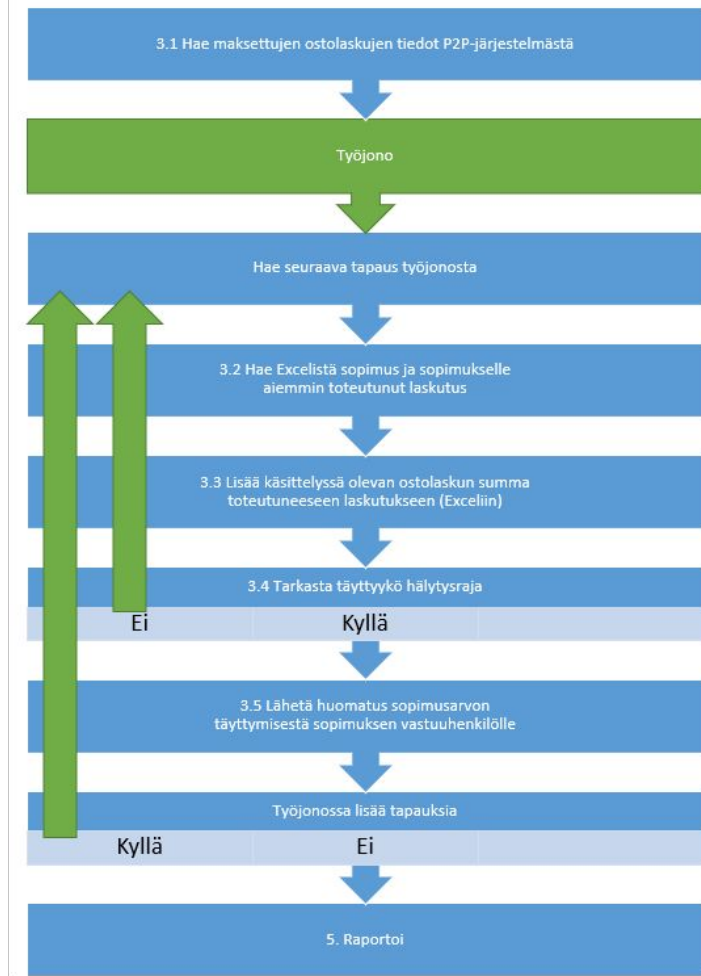 3.1 Hae maksettujen ostolaskujen tiedot P2P-järjestelmästä
Työjono
Hae seuraava tapaus työjonosta
3.2 Hae Excelistä sopimus ja sopimukselle
aiemmin toteutunut laskutus
3.3 Lisää käsittelyssä olevan ostolaskun summa
toteutuneeseen laskutukseen (Exceliin)
3.4 Tarkasta täyttyykö hälytysraja
Ei Kyllä
3.5 Lähetä huomatus sopimusarvon
täyttymisestä sopimuksen vastuuhenkilölle
Työjonossa lisää tapauksia
Kyllä Ei
5. Raportoi